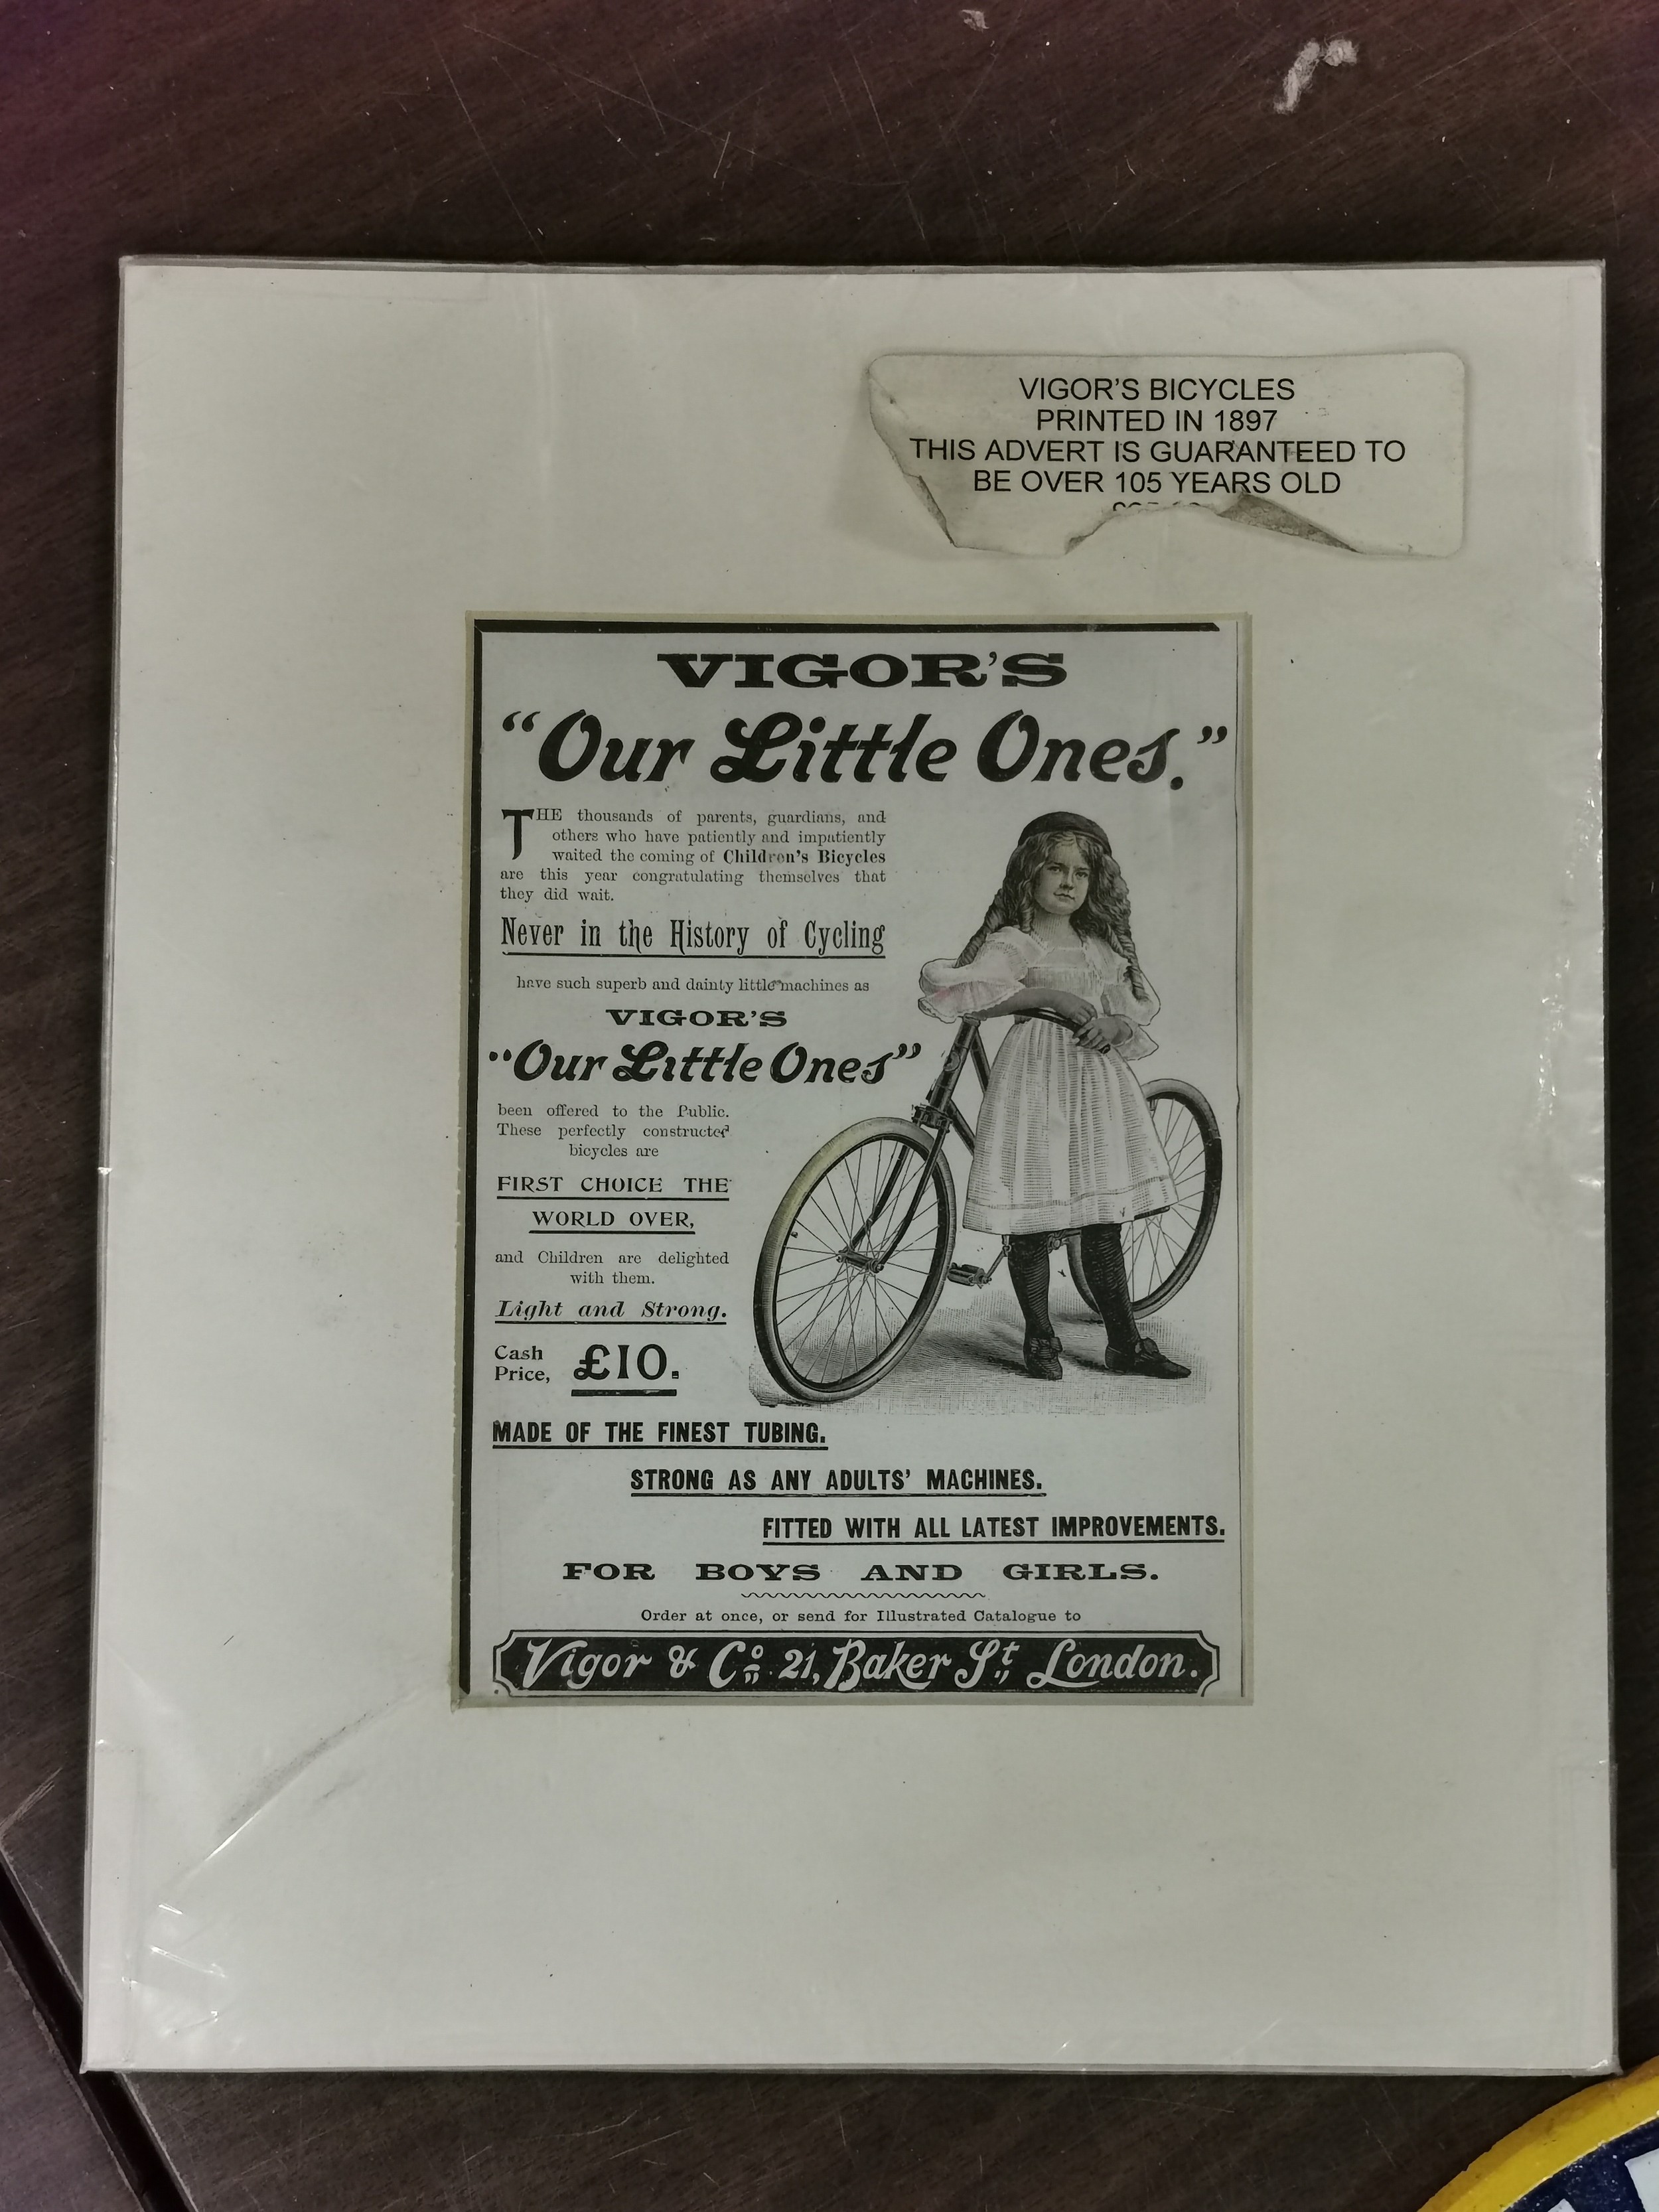 VIGOR'S BICYCLES
PRINTED IN 1897
THIS ADVERT IS GUARANTEED TO
BE OVER 105 YEARS OLD
VIGOR'S
“Our Little Ones.”
THE thousands of parents, guardians, and
others who have patiently and impatiently
waited the coming of Children's Bicycles
are this year congratulating themselves that
they did wait.
Never in the History of Cycling
have such superb and dainty little machines as
VIGOR'S
“Our Little Ones”
been offered to the Public.
These perfectly constructed
bicycles are
FIRST CHOICE THE
WORLD OVER,
and Children are delighted
with them.
Light and Strong.
Cash
Price, £10.
MADE OF THE FINEST TUBING.
STRONG AS ANY ADULTS' MACHINES.
FITTED WITH ALL LATEST IMPROVEMENTS.
FOR BOYS AND GIRLS.
Order at once, or send for Illustrated Catalogue to
Vigor & Co. 21, Baker St., London.